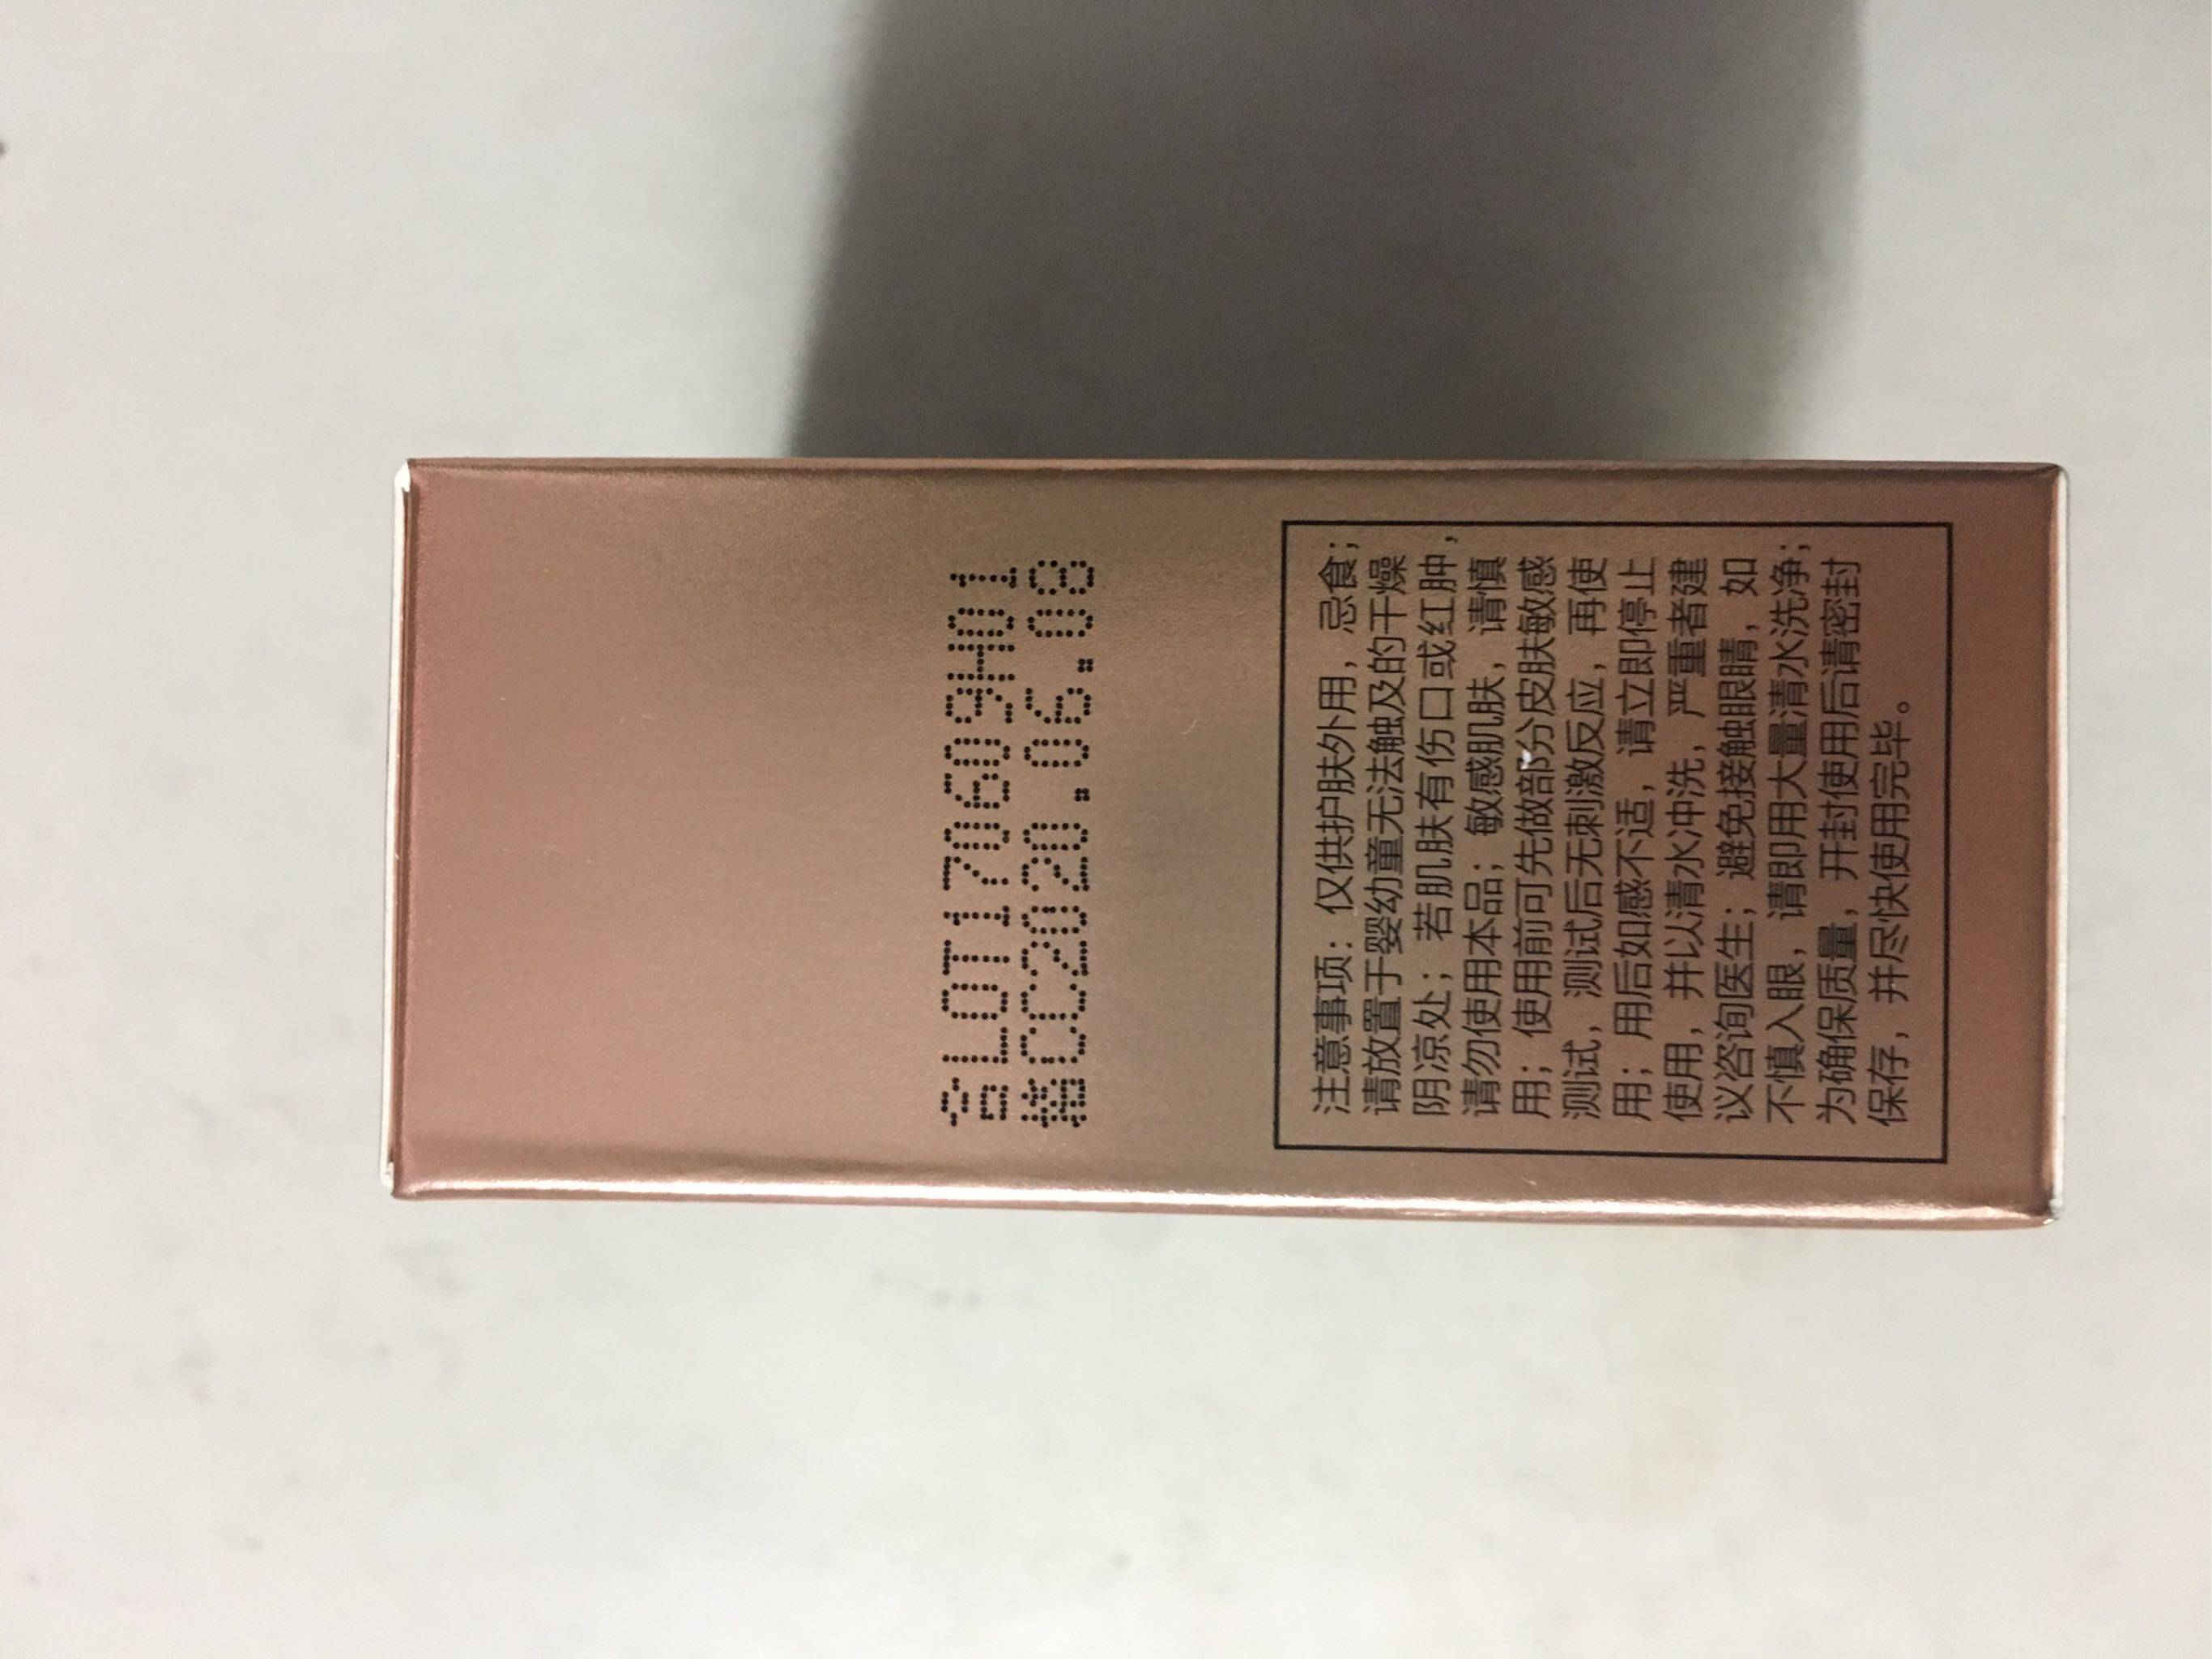 LOT170609H01
CC2020.06.08
注意事项：仅供护肤外用，忌食；
请放置于婴幼童无法触及的干燥
阴凉处；若肌肤有伤口或红肿，
请勿使用本品；敏感肌肤，请慎
用；使用前可先做部分皮肤敏感
测试，测试后无刺激反应，再使
用；用后如感不适，请立即停止
使用，并以清水冲洗，严重者建
议咨询医生；避免接触眼睛，如
不慎入眼，请即用大量清水洗净；
为确保质量，开封使用后请密封
保存，并尽快使用完毕。